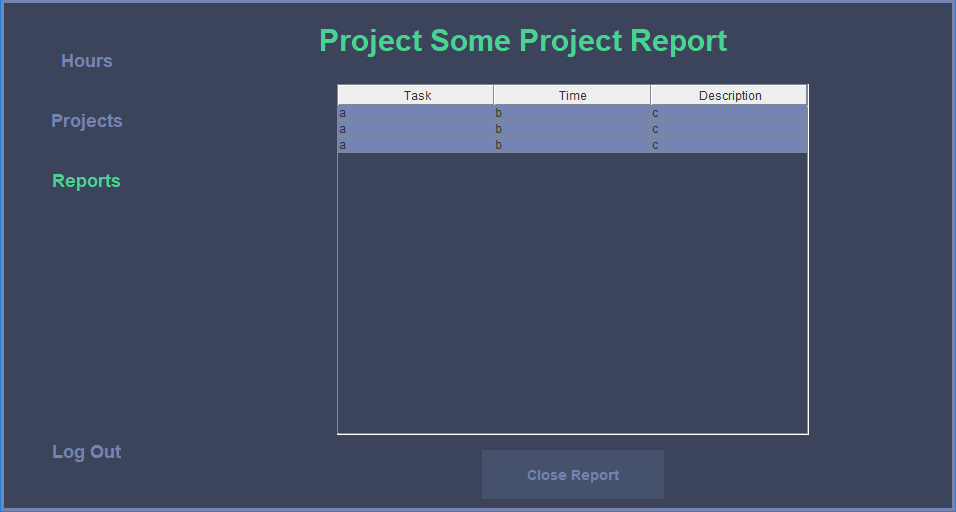 Project Some Project Report
Hours
Projects
Reports
Log Out
Task Time Description
a b c
a b c
a b c
Close Report